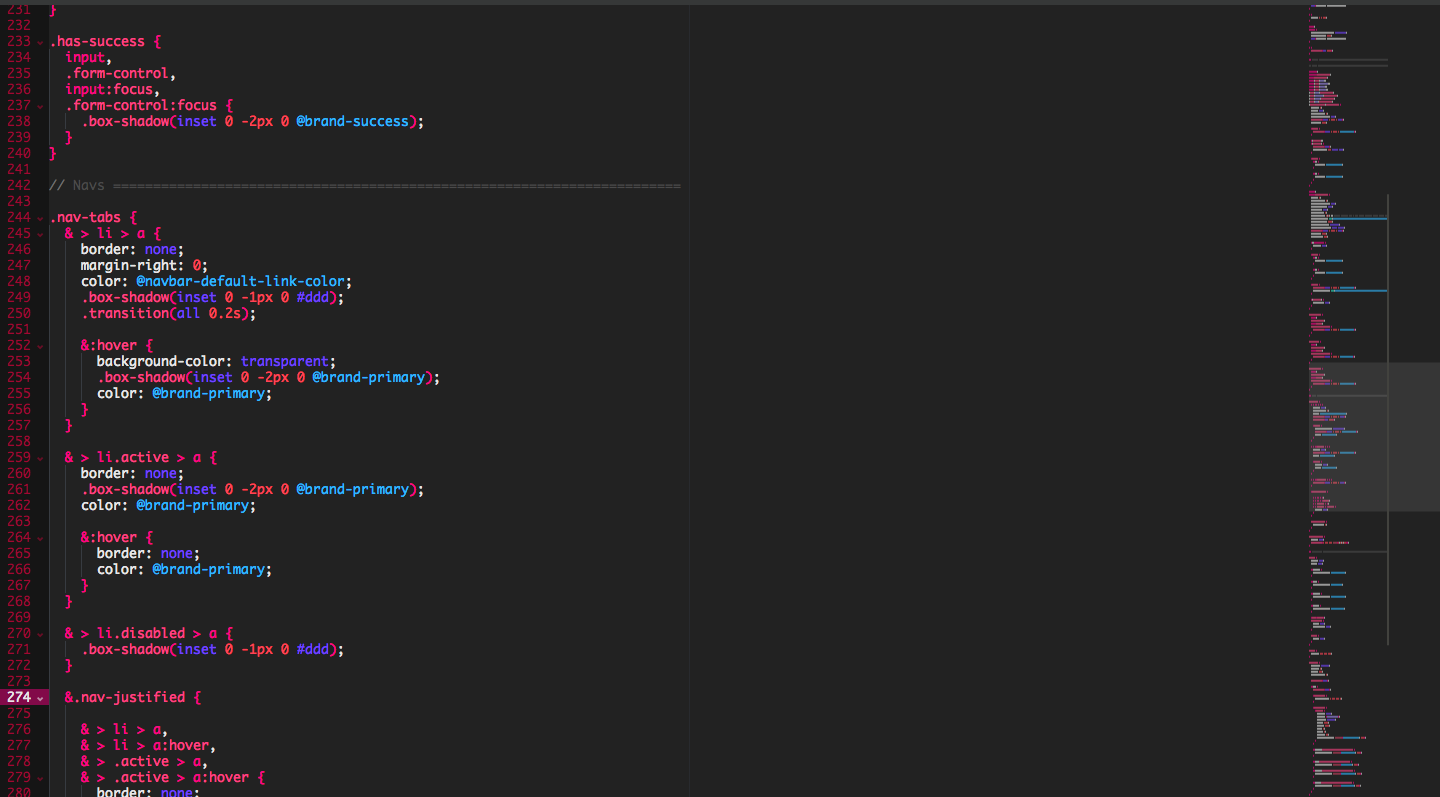 231 }
232
233 .has-success {
234   input,
235   .form-control,
236   input:focus,
237   .form-control:focus {
238     .box-shadow(inset 0 -2px 0 @brand-success);
239   }
240 }
241
242 // Navs =======================================================================
243
244 .nav-tabs {
245   & > li > a {
246     border: none;
247     margin-right: 0;
248     color: @navbar-default-link-color;
249     .box-shadow(inset 0 -1px 0 #ddd);
250     .transition(all 0.2s);
251
252     &:hover {
253       background-color: transparent;
254       .box-shadow(inset 0 -2px 0 @brand-primary);
255       color: @brand-primary;
256     }
257   }
258
259   & > li.active > a {
260     border: none;
261     .box-shadow(inset 0 -2px 0 @brand-primary);
262     color: @brand-primary;
263
264     &:hover {
265       border: none;
266       color: @brand-primary;
267     }
268   }
269
270   & > li.disabled > a {
271     .box-shadow(inset 0 -1px 0 #ddd);
272   }
273
274   &.nav-justified {
275
276     & > li > a,
277     & > li > a:hover,
278     & > .active > a,
279     & > .active > a:hover {
280       border: none;